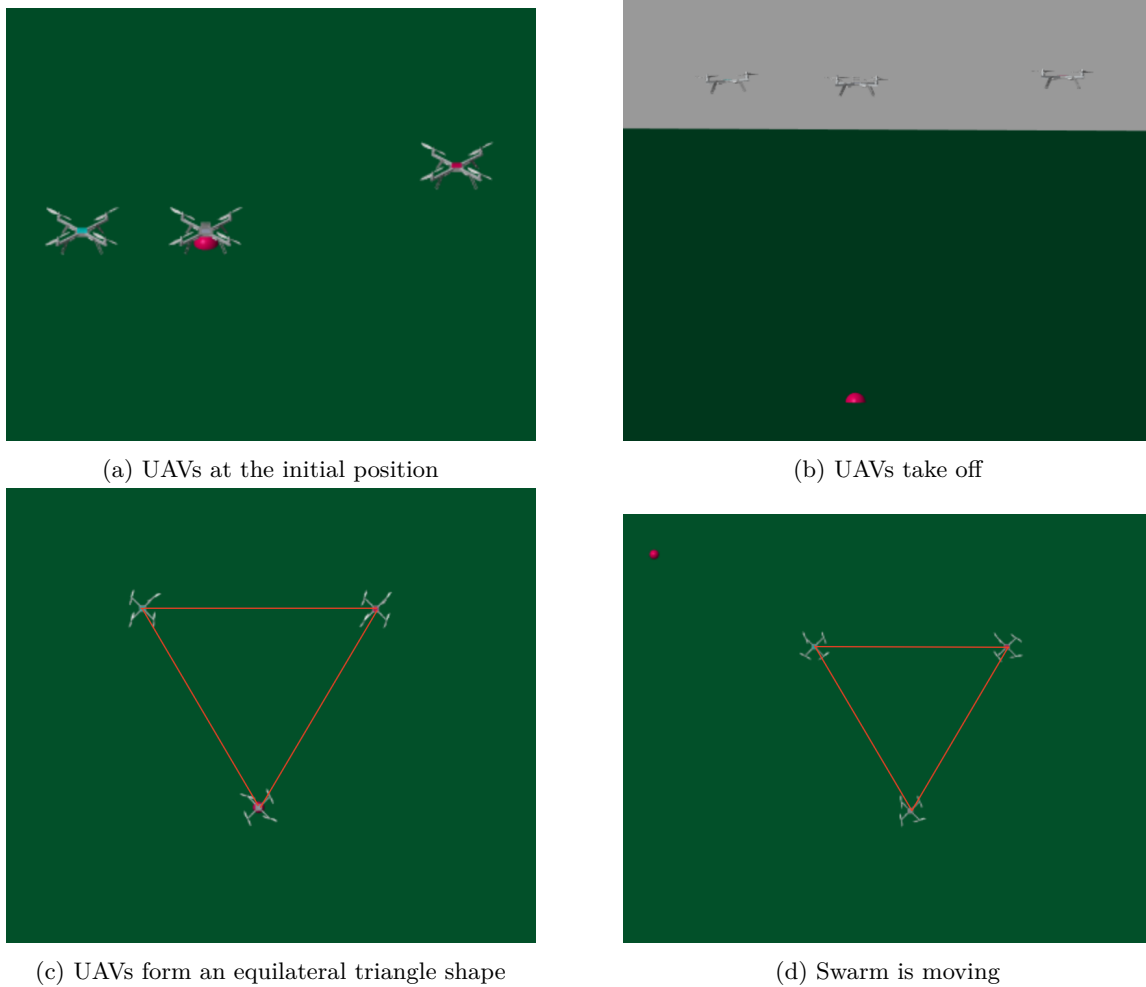 (a) UAVs at the initial position
(b) UAVs take off
(c) UAVs form an equilateral triangle shape
(d) Swarm is moving